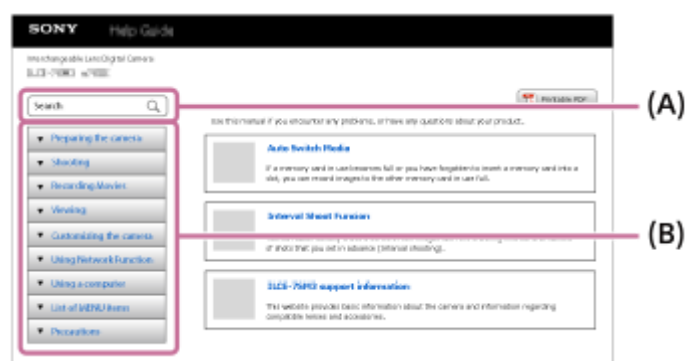 SONY Help Guide
Interchangeable Lens Digital Camera
Search
Printable PDF
(A)
Use this manual if you encounter any problems, or have any questions about your product.
Preparing the camera
Shooting
Recording Movies
Viewing
Customizing the camera
Using Network Function
Using a computer
List of MENU items
Precautions
Auto Switch Media
If a memory card in use becomes full or you have forgotten to insert a memory card into a
slot, you can record images to the other memory card in use full.
Interval Shoot Funsion
of shots that you set in advance (Interval shooting).
(B)
ILCE-7SM3 support information
This website provides basic information about the camera and information regarding
compatible lenses and accessories.